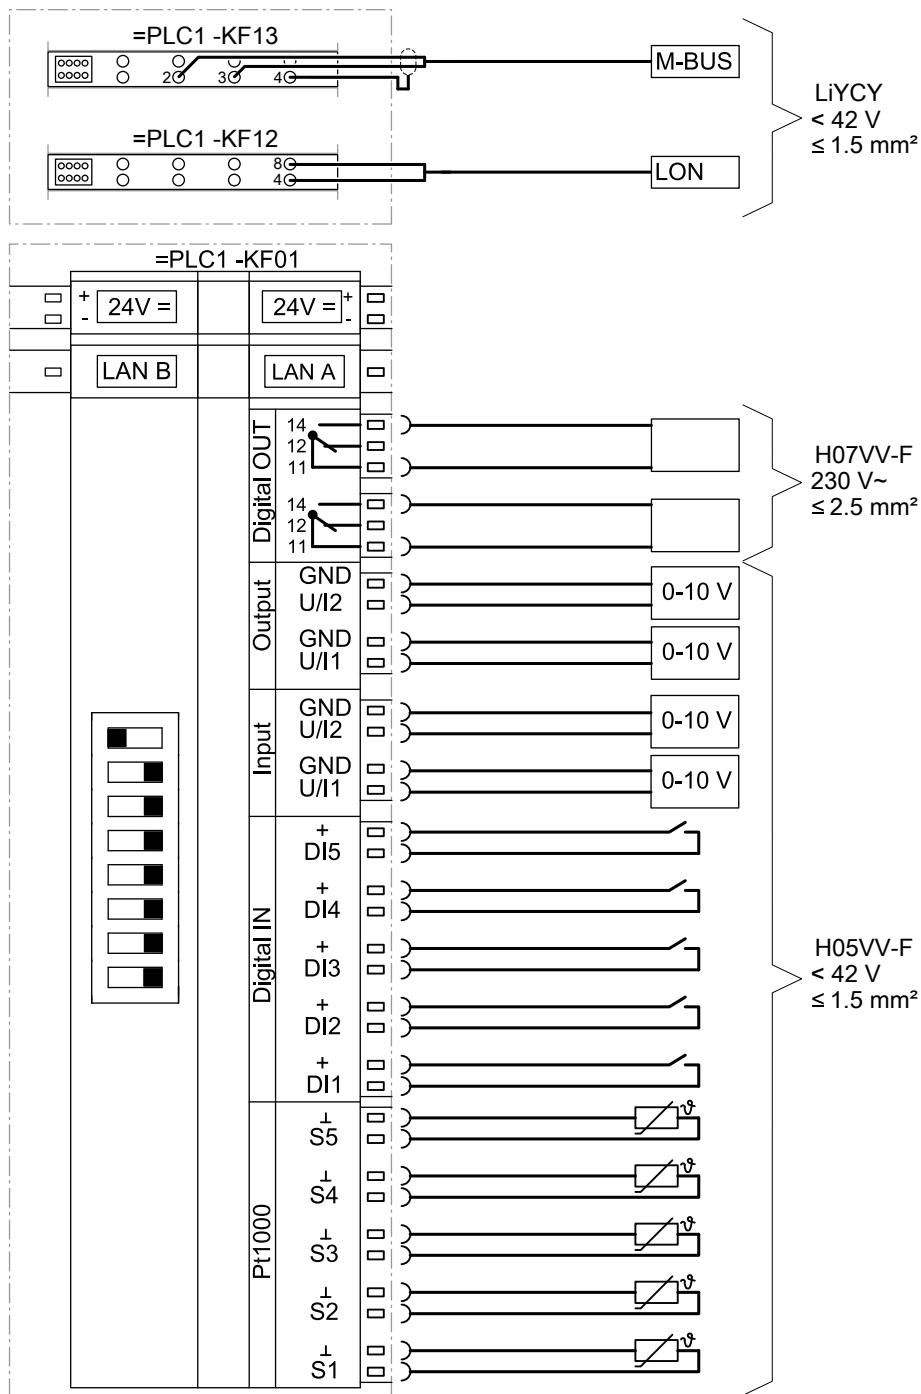 =PLC1 -KF13
2
3
4
M-BUS
=PLC1 -KF12
8
4
LON
LiYCY
< 42 V
≤ 1.5 mm²
=PLC1 -KF01
+ 24V = 24V = +
- -
LAN B LAN A
Digital OUT
14
12
11
14
12
11
H07VV-F
230 V~
≤ 2.5 mm²
Output
GND
U/I2
0-10 V
GND
U/I1
0-10 V
Input
GND
U/I2
0-10 V
GND
U/I1
0-10 V
Digital IN
+
DI5
+
DI4
+
DI3
+
DI2
+
DI1
H05VV-F
< 42 V
≤ 1.5 mm²
Pt1000
⊥ ϑ
S5
⊥ ϑ
S4
⊥ ϑ
S3
⊥ ϑ
S2
⊥ ϑ
S1